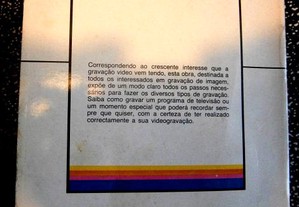 Correspondendo ao crescente interesse que a
gravação video vem tendo, esta obra, destinada a
todos os interessados em gravação de imagem,
expõe de um modo claro todos os passos neces-
sários para fazer os diversos tipos de gravação.
Saiba como gravar um programa de televisão ou
um momento especial que poderá recordar sem-
pre que quiser, com a certeza de ter realizado
correctamente a sua videogravação.